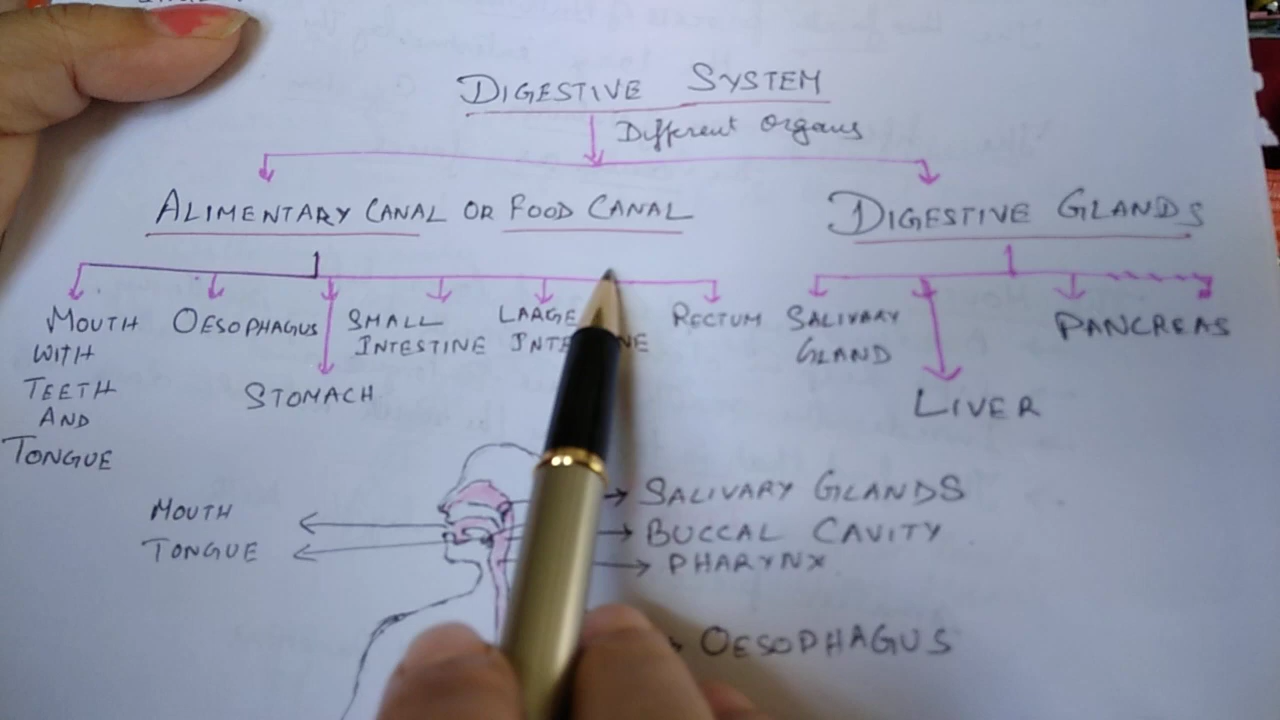 DIGESTIVE SYSTEM
Different Organs
ALIMENTARY CANAL OR FOOD CANAL
DIGESTIVE GLANDS
MOUTH
WITH
TEETH
AND
TONGUE
OESOPHAGUS
STOMACH
SMALL
INTESTINE
LARGE
RECTUM
SALIVARY
GLAND
LIVER
PANCREAS
MOUTH
TONGUE
SALIVARY GLANDS
BUCCAL CAVITY
PHARYNX
OESOPHAGUS